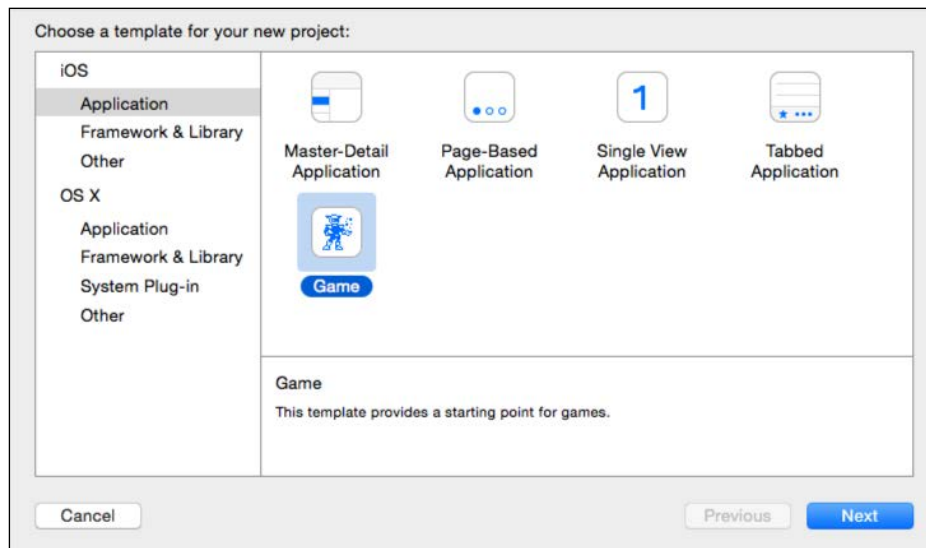 Choose a template for your new project:
iOS
Application
Framework & Library
Other
OS X
Application
Framework & Library
System Plug-in
Other
Master-Detail
Application
Page-Based
Application
1
Single View
Application
Tabbed
Application
Game
Game
This template provides a starting point for games.
Cancel
Previous
Next